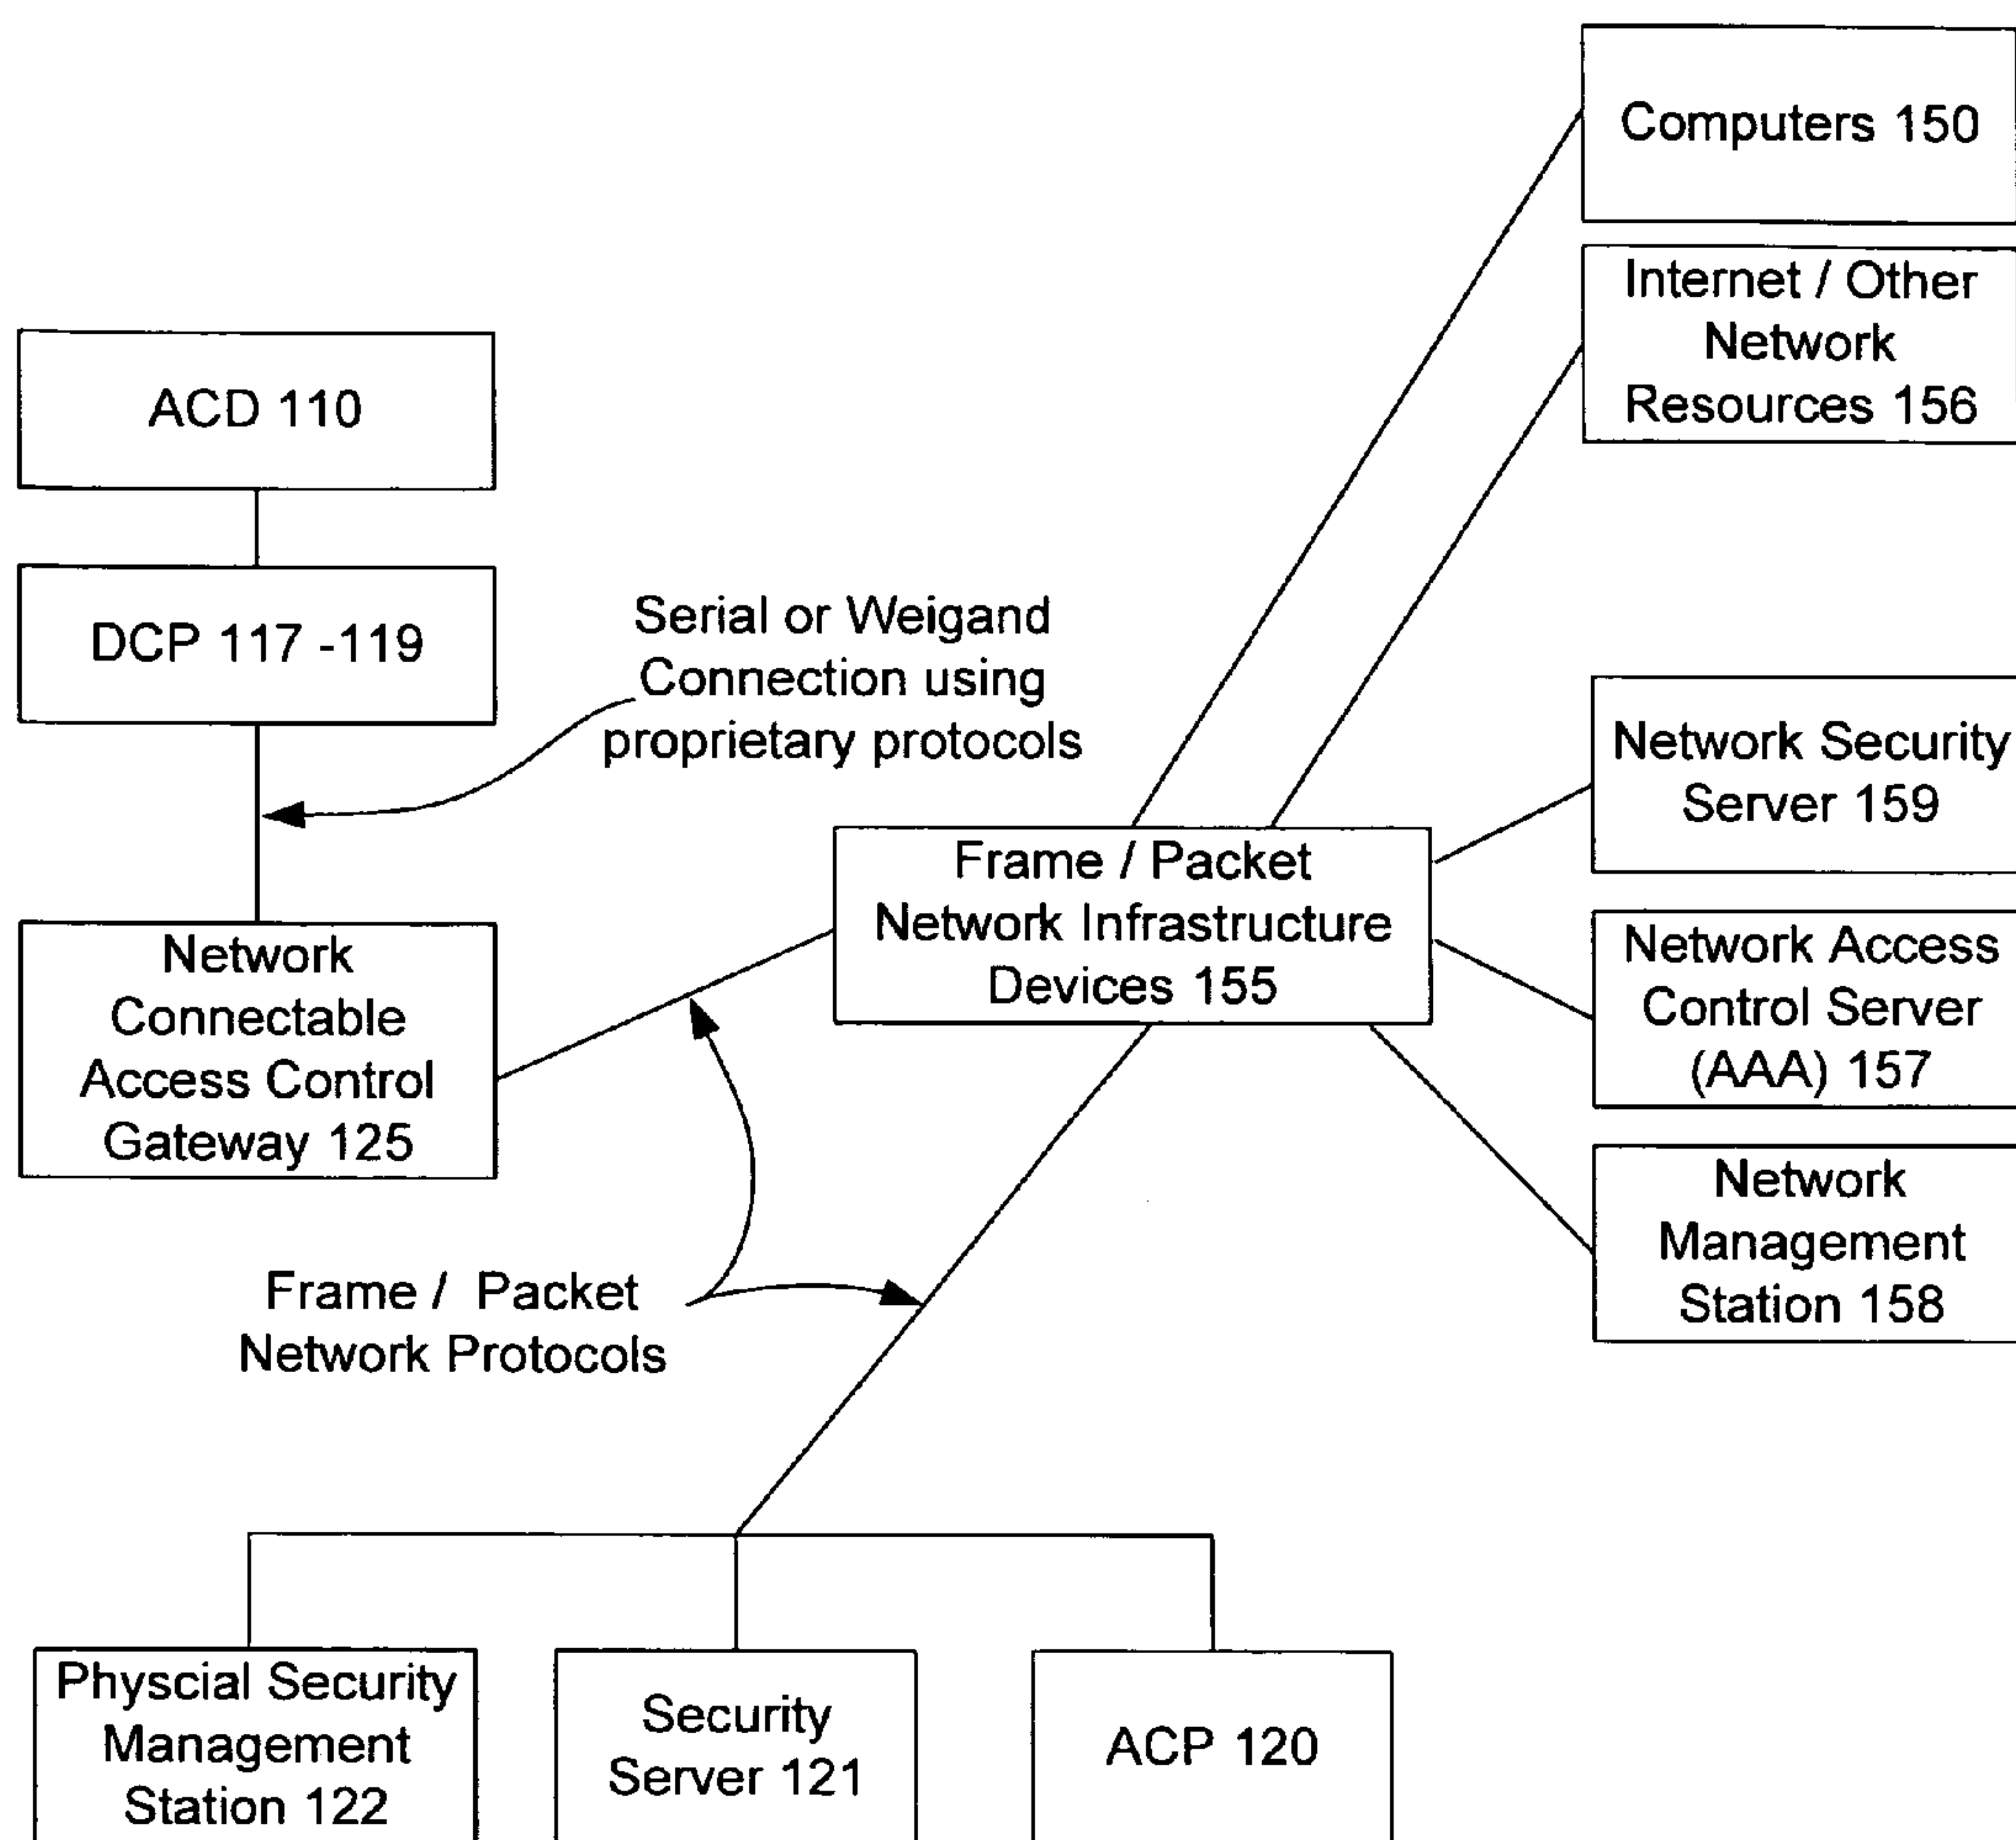 Computers 150
Internet / Other
Network
Resources 156
ACD 110
DCP 117 -119
Serial or Weigand
Connection using
proprietary protocols
Network Security
Server 159
Frame / Packet
Network Infrastructure
Devices 155
Network
Connectable
Access Control
Gateway 125
Network Access
Control Server
(AAA) 157
Network
Management
Station 158
Frame /  Packet
Network Protocols
Physcial Security
Management
Station 122
Security
Server 121
ACP 120